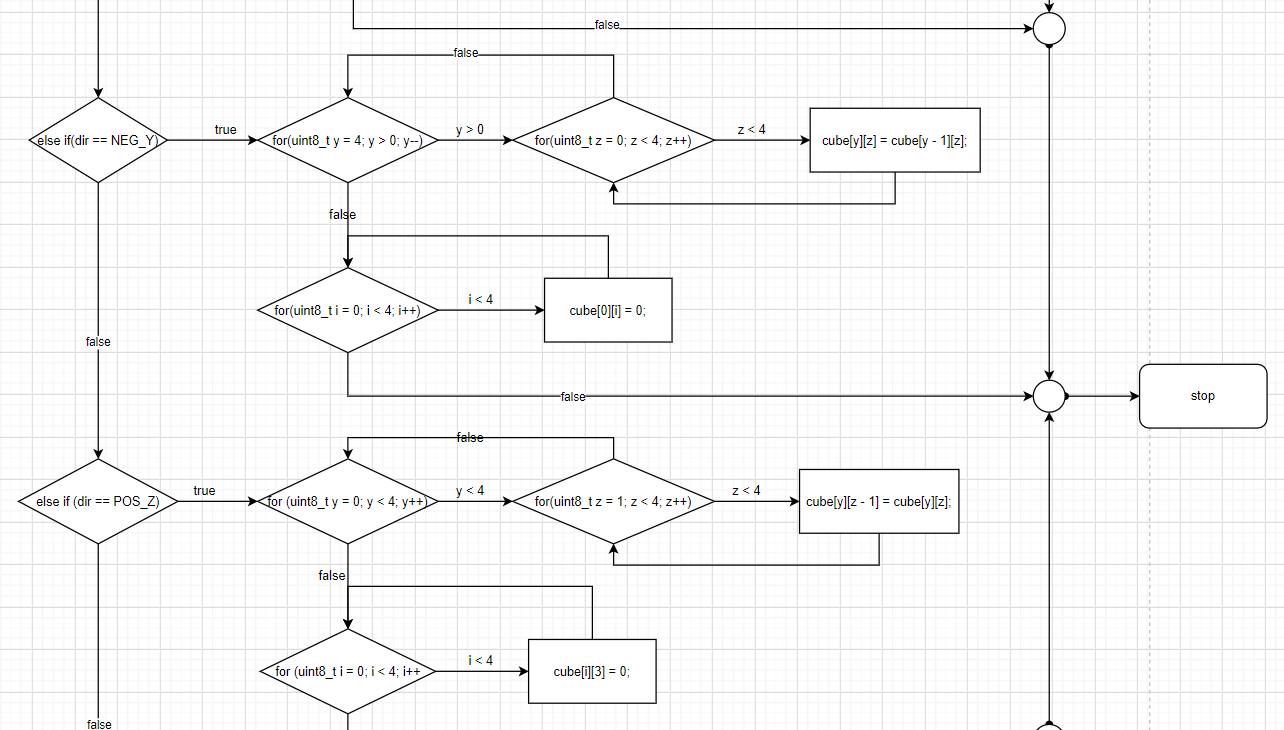 false
false
else if(dir == NEG_Y)
true
for(uint8_t y = 4; y > 0; y--)
y > 0
for(uint8_t z = 0; z < 4; z++)
z < 4
cube[y][z] = cube[y - 1][z];
false
for(uint8_t i = 0; i < 4; i++)
i < 4
cube[0][i] = 0;
false
false
stop
false
else if (dir == POS_Z)
true
for (uint8_t y = 0; y < 4; y++)
y < 4
for(uint8_t z = 1; z < 4; z++)
z < 4
cube[y][z - 1] = cube[y][z];
false
for (uint8_t i = 0; i < 4; i++
i < 4
cube[i][3] = 0;
false